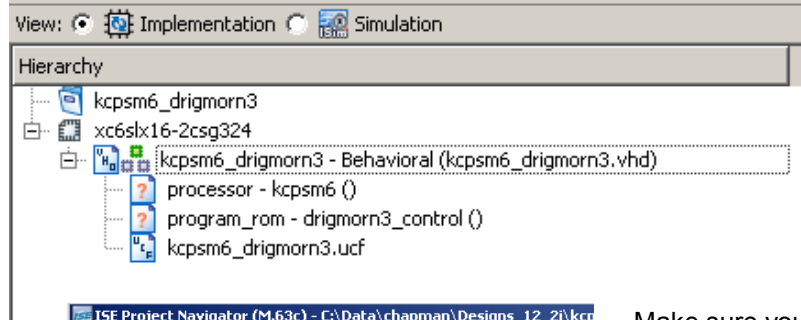 View: Implementation Simulation
Hierarchy
kcpsm6_drigmorn3
xc6slx16-2csg324
kcpsm6_drigmorn3 - Behavioral (kcpsm6_drigmorn3.vhd)
processor - kcpsm6 ()
program_rom - drigmorn3_control ()
kcpsm6_drigmorn3.ucf
ISE Project Navigator (M.63c) - C:\Data\chapman\Designs_12_2i\kcp
Make sure you